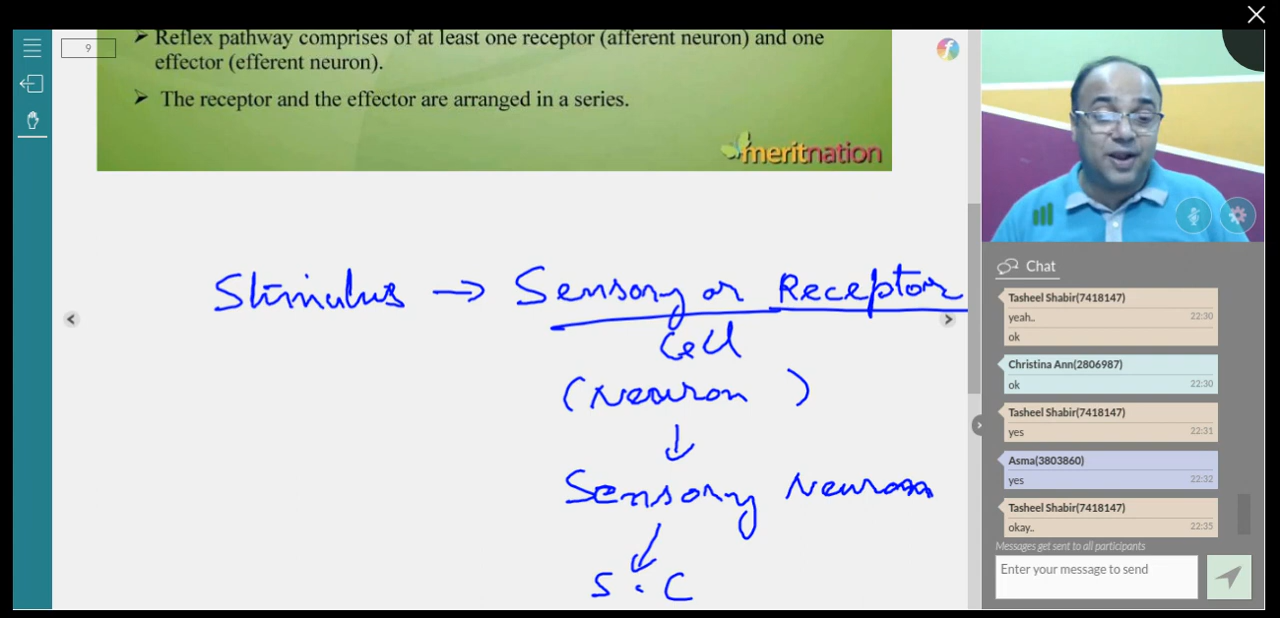 9
➤ Reflex pathway comprises of at least one receptor (afferent neuron) and one
effector (efferent neuron).
➤ The receptor and the effector are arranged in a series.
meritnation
Stimulus → Sensory or Receptor
Cell
(Neuron )
↓
Sensory Neuron
↓
S.C
Chat
Tasheel Shabir(7418147)
yeah.. 22:30
ok
Christina Ann(2806987)
ok 22:30
Tasheel Shabir(7418147)
yes 22:31
Asma(3803860)
yes 22:32
Tasheel Shabir(7418147)
okay.. 22:35
Messages get sent to all participants
Enter your message to send